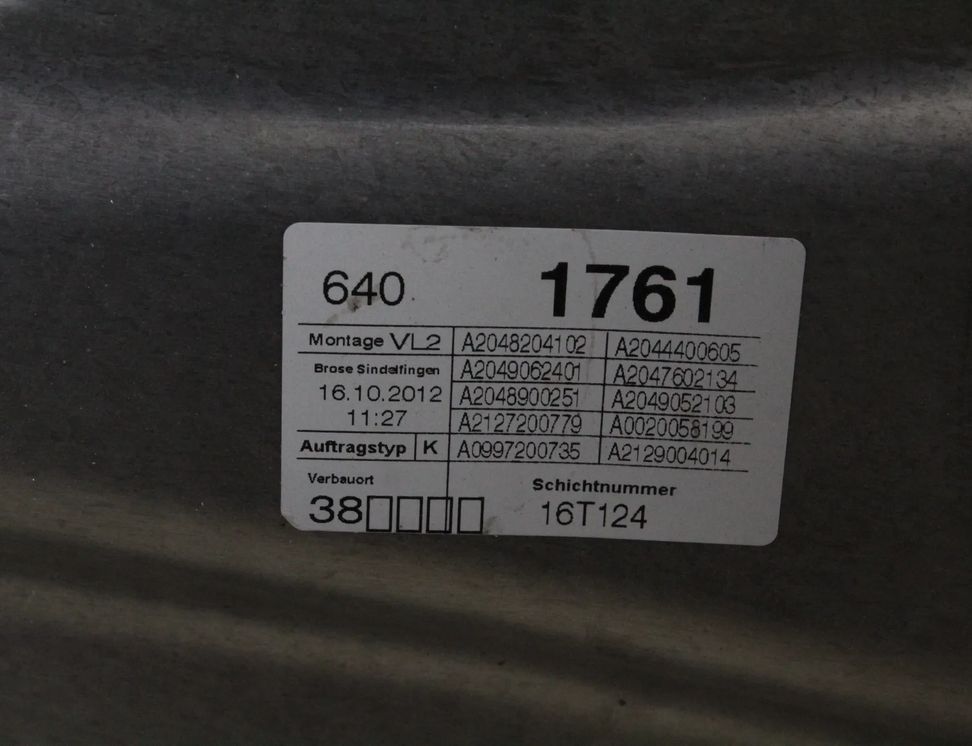 640 1761
Montage VL2 A2048204102 A2044400605
Brose Sindelfingen A2049062401 A2047602134
16.10.2012 A2048900251 A2049052103
11:27 A2127200779 A0020058199
Auftragstyp K A0997200735 A2129004014
Verbauort Schichtnummer
38▯▯▯▯ 16T124